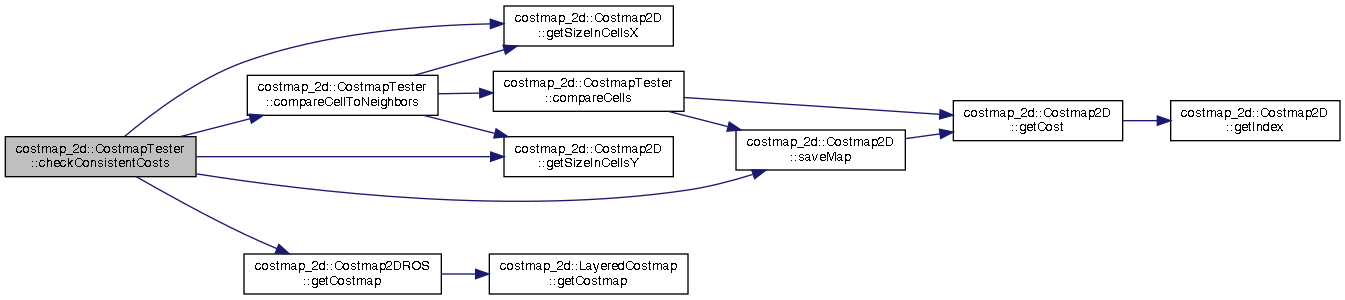 costmap_2d::CostmapTester
::checkConsistentCosts
costmap_2d::Costmap2D
::getSizeInCellsX
costmap_2d::CostmapTester
::compareCellToNeighbors
costmap_2d::CostmapTester
::compareCells
costmap_2d::Costmap2D
::getSizeInCellsY
costmap_2d::Costmap2D
::saveMap
costmap_2d::Costmap2D
::getCost
costmap_2d::Costmap2D
::getIndex
costmap_2d::Costmap2DROS
::getCostmap
costmap_2d::LayeredCostmap
::getCostmap